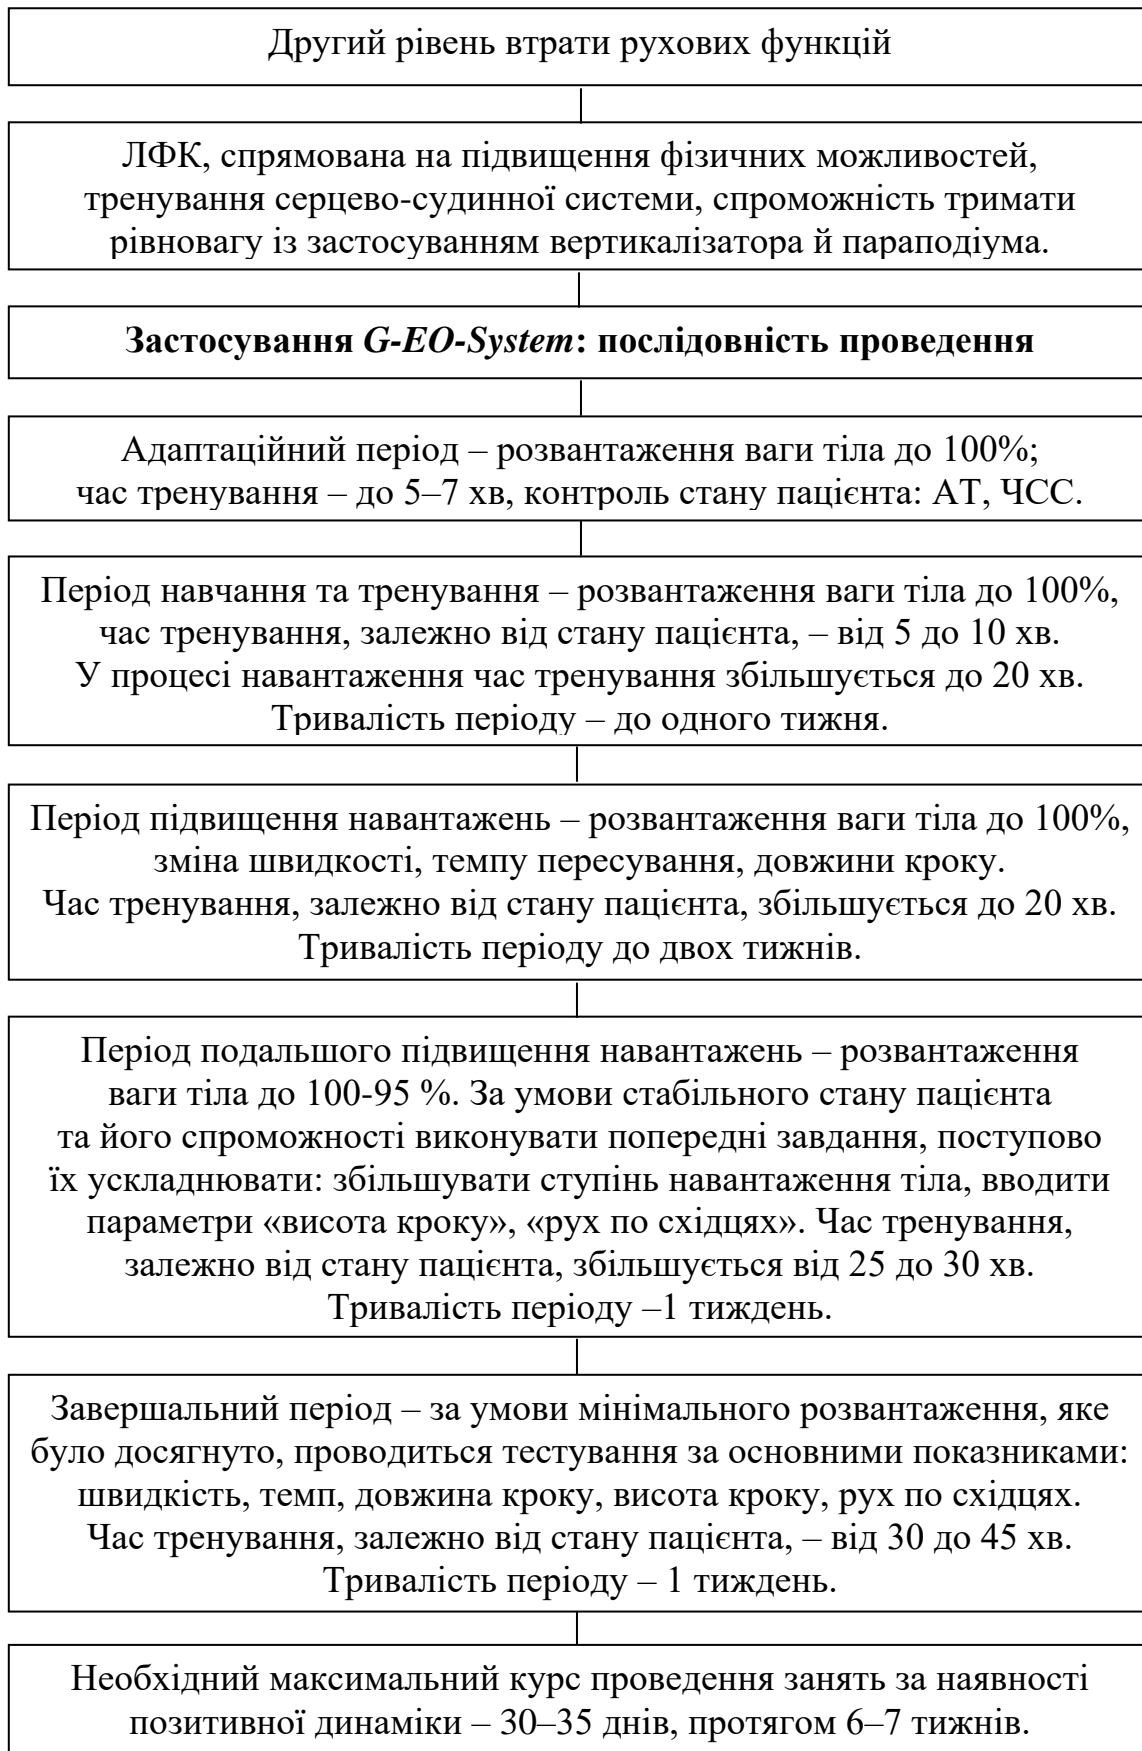 Другий рівень втрати рухових функцій
ЛФК, спрямована на підвищення фізичних можливостей,
тренування серцево-судинної системи, спроможність тримати
рівновагу із застосуванням вертикалізатора й параподіума.
Застосування G-EO-System: послідовність проведення
Адаптаційний період – розвантаження ваги тіла до 100%;
час тренування – до 5–7 хв, контроль стану пацієнта: АТ, ЧСС.
Період навчання та тренування – розвантаження ваги тіла до 100%,
час тренування, залежно від стану пацієнта, – від 5 до 10 хв.
У процесі навантаження час тренування збільшується до 20 хв.
Тривалість періоду – до одного тижня.
Період підвищення навантажень – розвантаження ваги тіла до 100%,
зміна швидкості, темпу пересування, довжини кроку.
Час тренування, залежно від стану пацієнта, збільшується до 20 хв.
Тривалість періоду до двох тижнів.
Період подальшого підвищення навантажень – розвантаження
ваги тіла до 100-95 %. За умови стабільного стану пацієнта
та його спроможності виконувати попередні завдання, поступово
їх ускладнювати: збільшувати ступінь навантаження тіла, вводити
параметри «висота кроку», «рух по східцях». Час тренування,
залежно від стану пацієнта, збільшується від 25 до 30 хв.
Тривалість періоду –1 тиждень.
Завершальний період – за умови мінімального розвантаження, яке
було досягнуто, проводиться тестування за основними показниками:
швидкість, темп, довжина кроку, висота кроку, рух по східцях.
Час тренування, залежно від стану пацієнта, – від 30 до 45 хв.
Тривалість періоду – 1 тиждень.
Необхідний максимальний курс проведення занять за наявності
позитивної динаміки – 30–35 днів, протягом 6–7 тижнів.